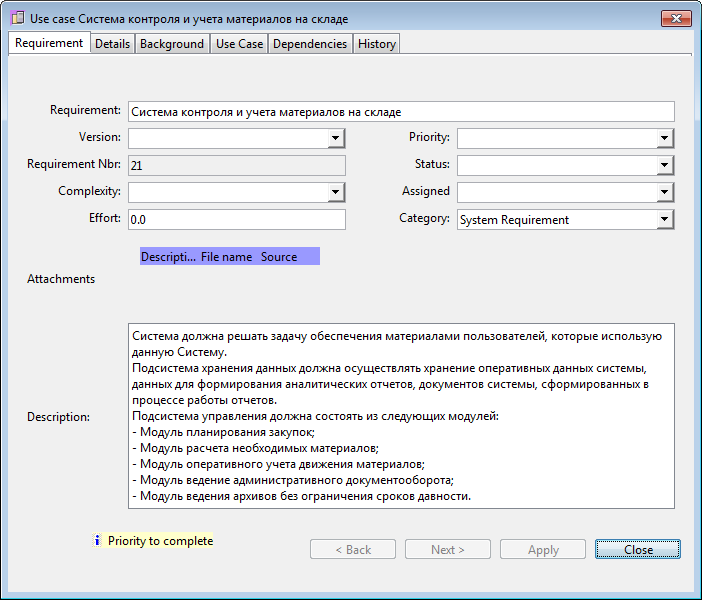 Use case Система контроля и учета материалов на складе
Requirement Details Background Use Case Dependencies History
Requirement: Система контроля и учета материалов на складе
Version: Priority:
Requirement Nbr: 21 Status:
Complexity: Assigned
Effort: 0.0 Category: System Requirement
Descripti... File name Source
Attachments
Система должна решать задачу обеспечения материалами пользователей, которые использую
данную Систему.
Подсистема хранения данных должна осуществлять хранение оперативных данных системы,
данных для формирования аналитических отчетов, документов системы, сформированных в
процессе работы отчетов.
Description: Подсистема управления должна состоять из следующих модулей:
- Модуль планирования закупок;
- Модуль расчета необходимых материалов;
- Модуль оперативного учета движения материалов;
- Модуль ведение административного документооборота;
- Модуль ведения архивов без ограничения сроков давности.
i Priority to complete
< Back Next > Apply Close